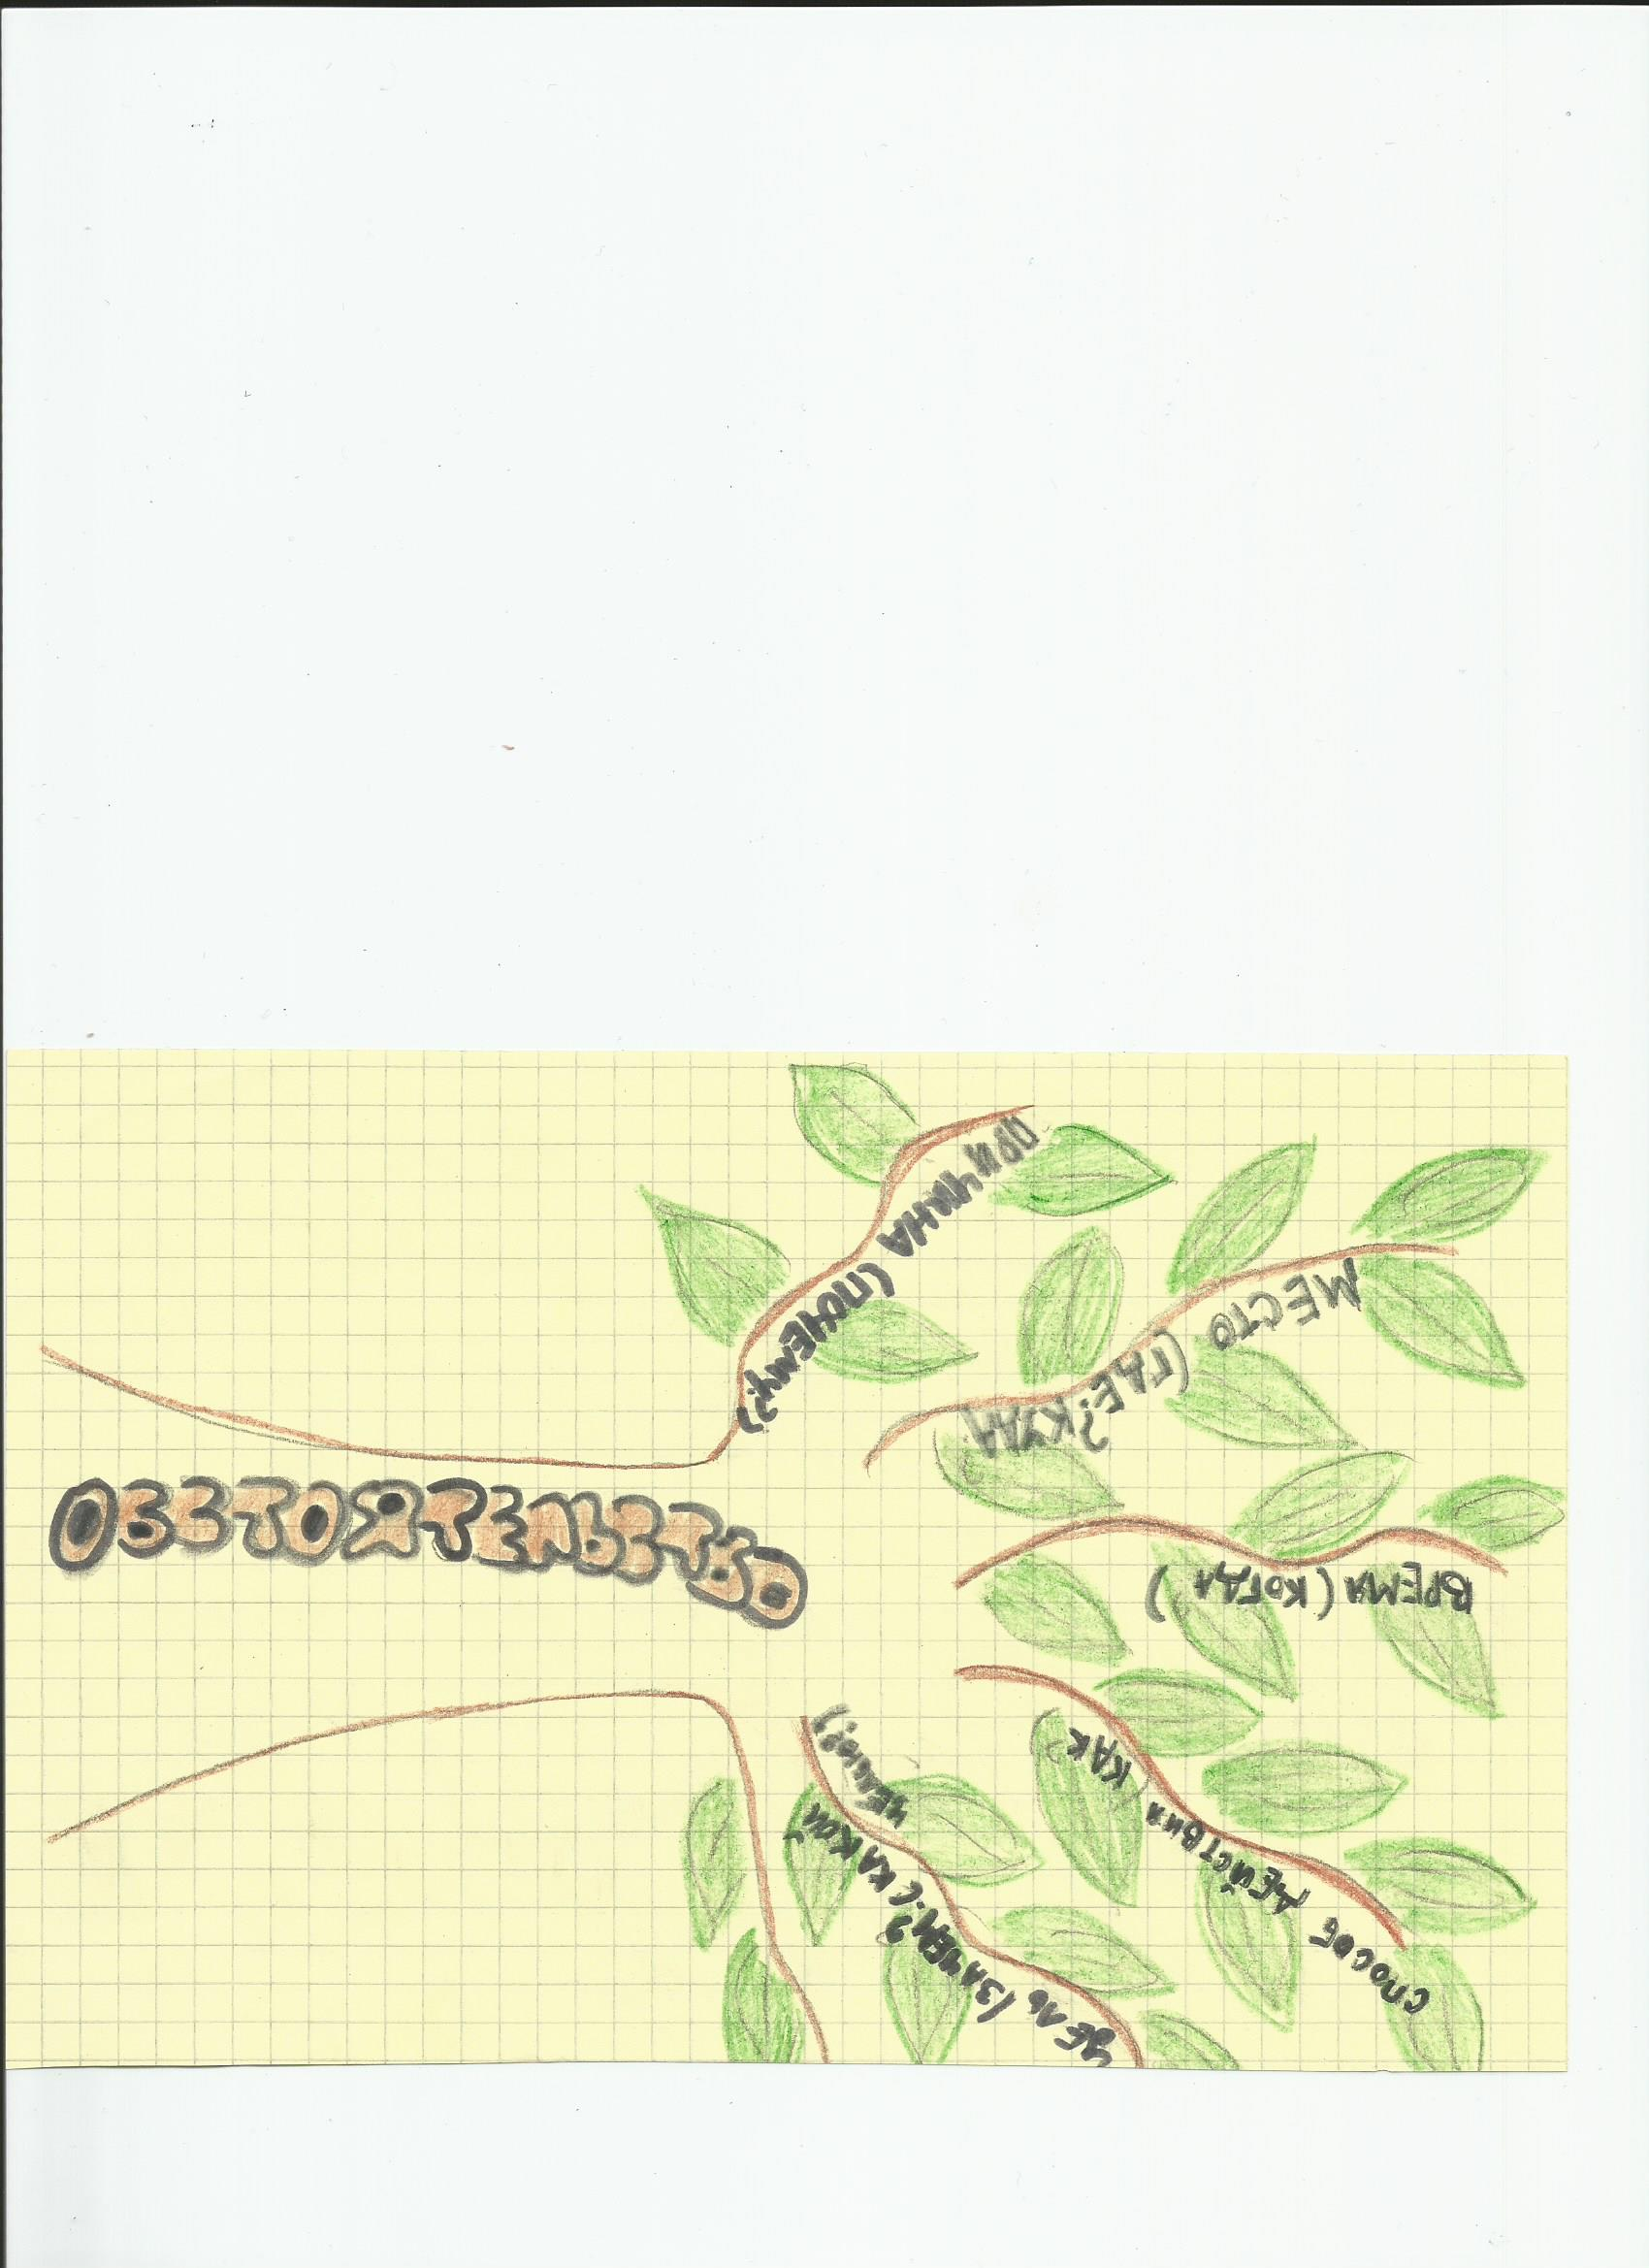 ОБСТОЯТЕЛЬСТВО
ПРИЧИНА (ПОЧЕМУ?)
МЕСТО (ГДЕ? КУДА
ВРЕМЯ (КОГДА)
СПОСОБ ДЕЙСТВИЯ (КАК?
ЦЕЛЬ (ЗАЧЕМ? С КАКОЙ
ЦЕЛЬЮ?)